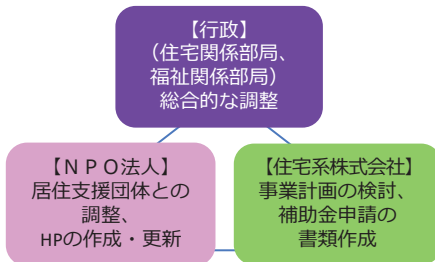 【行政】
（住宅関係部局、
福祉関係部局）
総合的な調整
【ＮＰＯ法人】
居住支援団体との
調整、
HPの作成・更新
【住宅系株式会社】
事業計画の検討、
補助金申請の
書類作成